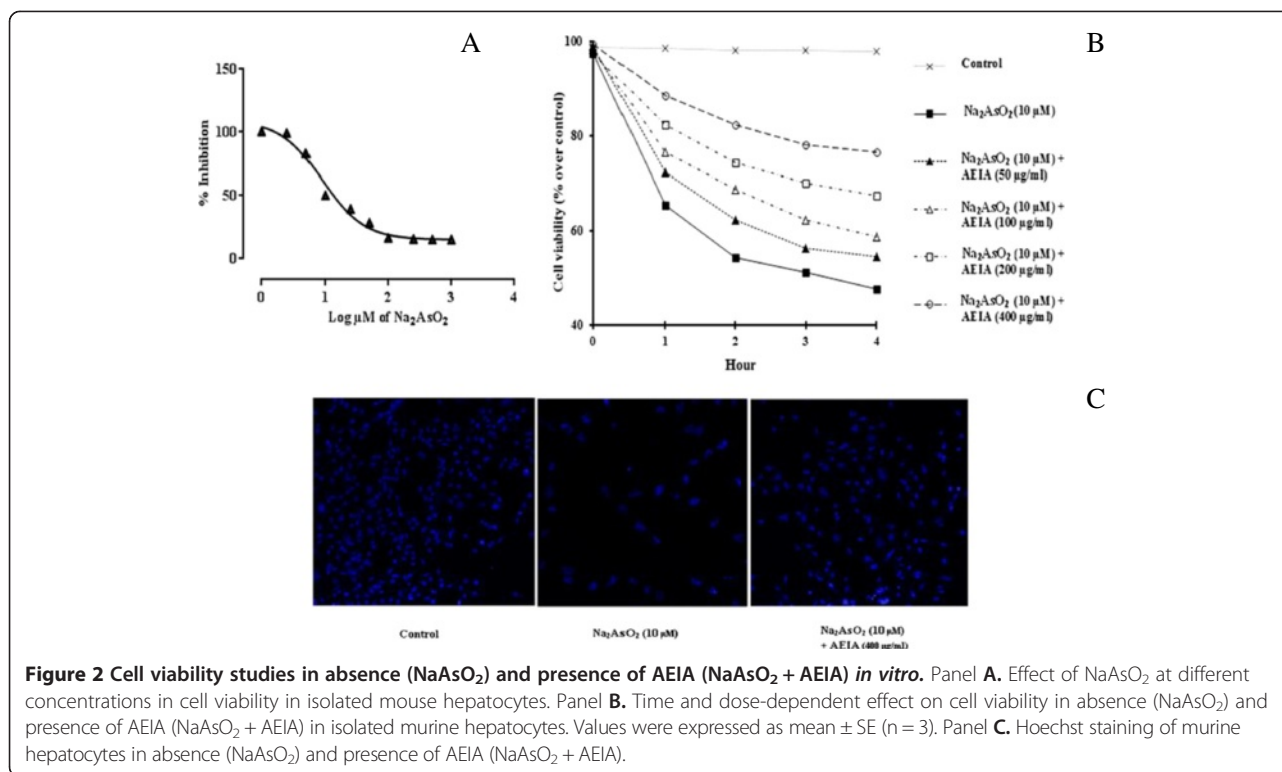 A
150
100
50
0
% Inhibition
0 1 2 3 4
Log µM of Na₂AsO₂
B
100
80
60
40
Cell viability (% over control)
0 1 2 3 4
Hour
Control
Na₂AsO₂ (10 µM)
Na₂AsO₂ (10 µM) +
AEIA (50 µg/ml)
Na₂AsO₂ (10 µM) +
AEIA (100 µg/ml)
Na₂AsO₂ (10 µM) +
AEIA (200 µg/ml)
Na₂AsO₂ (10 µM) +
AEIA (400 µg/ml)
C
Control
Na₂AsO₂ (10 µM)
Na₂AsO₂ (10 µM)
+ AEIA (400 µg/ml)
Figure 2 Cell viability studies in absence (NaAsO₂) and presence of AEIA (NaAsO₂ + AEIA) in vitro. Panel A. Effect of NaAsO₂ at different
concentrations in cell viability in isolated mouse hepatocytes. Panel B. Time and dose-dependent effect on cell viability in absence (NaAsO₂) and
presence of AEIA (NaAsO₂ + AEIA) in isolated murine hepatocytes. Values were expressed as mean ± SE (n = 3). Panel C. Hoechst staining of murine
hepatocytes in absence (NaAsO₂) and presence of AEIA (NaAsO₂ + AEIA).